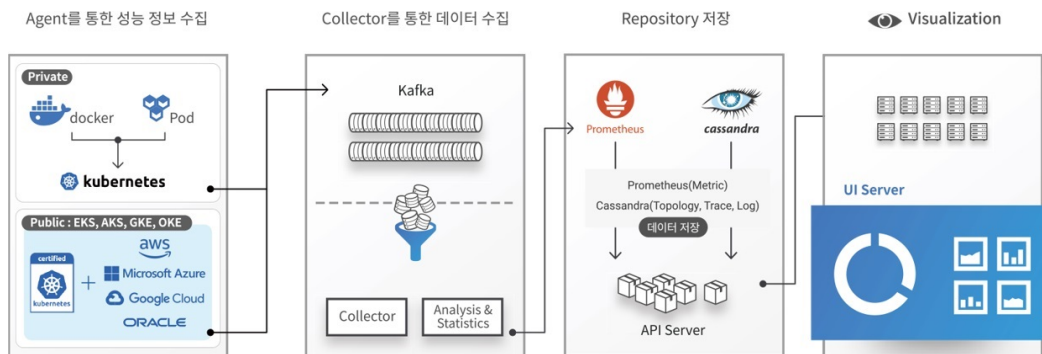 Agent를 통한 성능 정보 수집
Collector를 통한 데이터 수집
Repository 저장
Visualization
Private
docker
Pod
kubernetes
Public : EKS, AKS, GKE, OKE
certified
kubernetes
+
aws
Microsoft Azure
Google Cloud
ORACLE
Kafka
Collector
Analysis &
Statistics
Prometheus
cassandra
Prometheus(Metric)
Cassandra(Topology, Trace, Log)
데이터 저장
API Server
UI Server